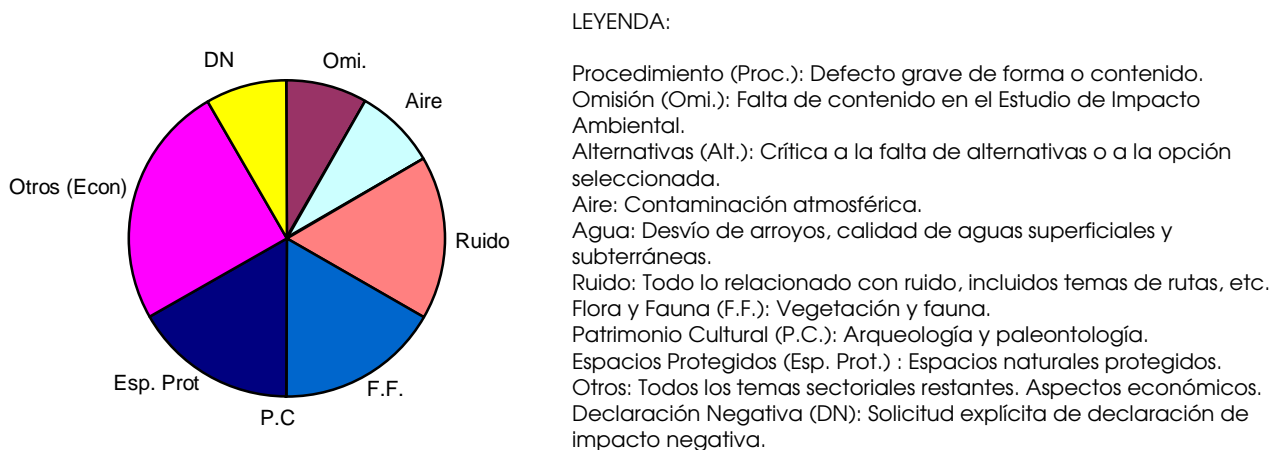 DN
Omi.
Aire
Otros (Econ)
Ruido
Esp. Prot
F.F.
P.C
LEYENDA:
Procedimiento (Proc.): Defecto grave de forma o contenido.
Omisión (Omi.): Falta de contenido en el Estudio de Impacto
Ambiental.
Alternativas (Alt.): Crítica a la falta de alternativas o a la opción
seleccionada.
Aire: Contaminación atmosférica.
Agua: Desvío de arroyos, calidad de aguas superficiales y
subterráneas.
Ruido: Todo lo relacionado con ruido, incluidos temas de rutas, etc.
Flora y Fauna (F.F.): Vegetación y fauna.
Patrimonio Cultural (P.C.): Arqueología y paleontología.
Espacios Protegidos (Esp. Prot.) : Espacios naturales protegidos.
Otros: Todos los temas sectoriales restantes. Aspectos económicos.
Declaración Negativa (DN): Solicitud explícita de declaración de
impacto negativa.